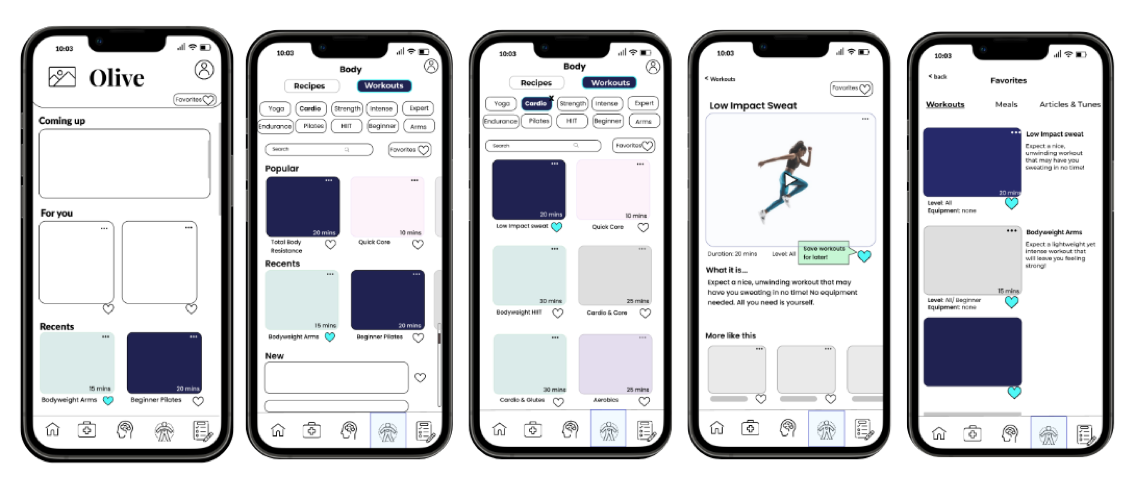 10:03
Olive
Favorites
Coming up
For you
Recents
15 mins
20 mins
Bodyweight Arms
Beginner Pilates
10:03
Body
Recipes
Workouts
Yoga
Cardio
Strength
Intense
Expert
Endurance
Pilates
HIIT
Beginner
Arms
Search
Favorites
Popular
20 mins
10 mins
Total Body
Resistance
Quick Core
Recents
15 mins
20 mins
Bodyweight Arms
Beginner Pilates
New
10:03
Body
Recipes
Workouts
Yoga
Cardio
x
Strength
Intense
Expert
Endurance
Pilates
HIIT
Beginner
Arms
Search
Favorites
20 mins
10 mins
Low Impact sweat
Quick Core
30 mins
25 mins
Bodyweight HIIT
Cardio & Core
30 mins
25 mins
Cardio & Glutes
Aerobics
10:03
< Workouts
Favorites
Low Impact Sweat
Duration: 20 mins
Level: All
Save workouts
for later!
What it is...
Expect a nice, unwinding workout that may
have you sweating in no time! No equipment
needed. All you need is yourself.
More like this
10:03
< back
Favorites
Workouts
Meals
Articles & Tunes
Low Impact sweat
Expect a nice,
unwinding workout
that may have you
sweating in no time!
20 mins
Level: All
Equipment: none
Bodyweight Arms
Expect a lightweight yet
intense workout that
will leave you feeling
strong!
15 mins
Level: All/ Beginner
Equipment: none